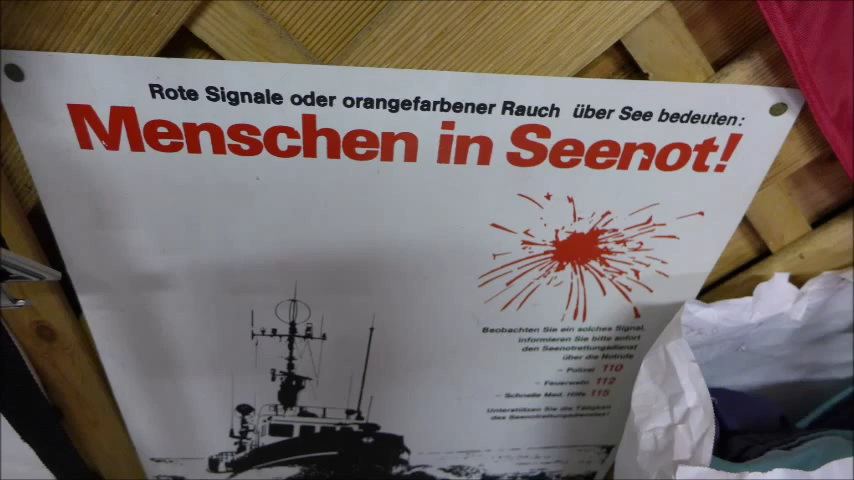 Rote Signale oder orangefarbener Rauch über See bedeuten:
Menschen in Seenot!
Beobachten Sie ein solches Signal,
informieren Sie bitte sofort
den Seenotrettungsdienst
über die Notrufe
– Polizei 110
– Feuerwehr 112
– Schnelle Med. Hilfe 115
Unterstützen Sie die Tätigkeit
des Seenotrettungsdienstes!